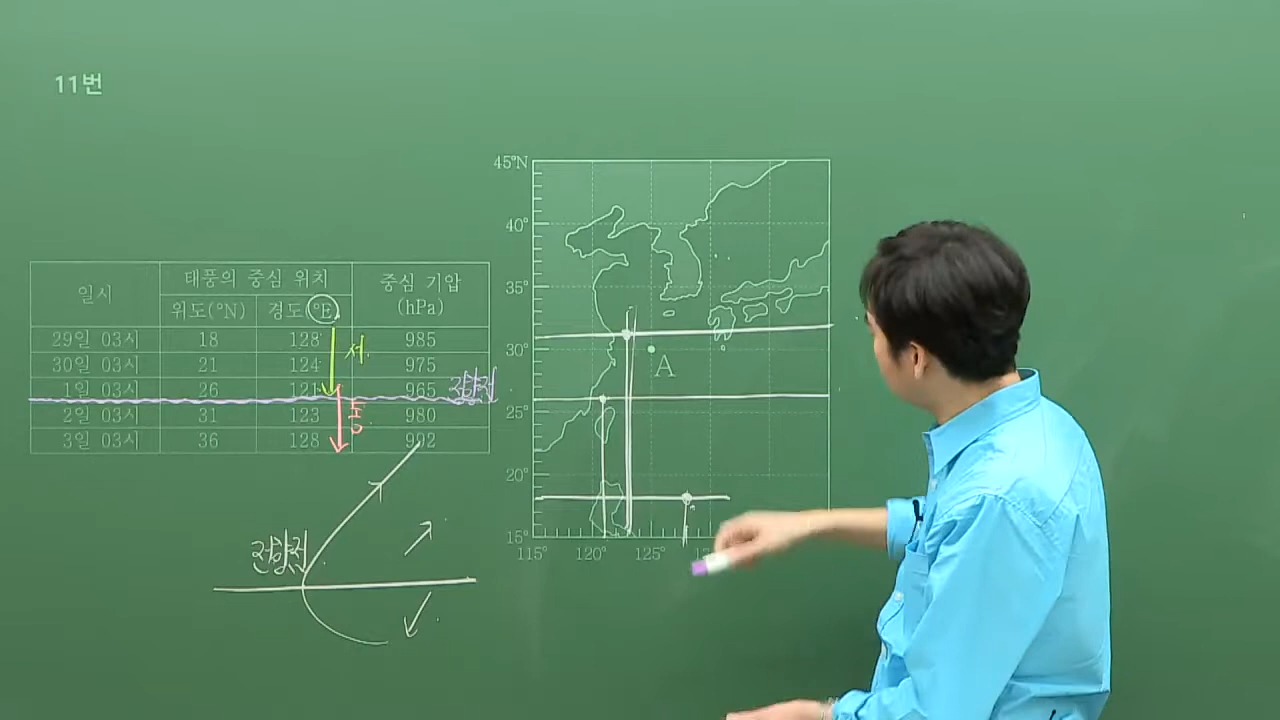 11번
일시 태풍의 중심 위치 중심 기압 (hPa)
위도(°N) 경도(°E)
29일 03시 18 128 985
30일 03시 21 124 975
1일 03시 26 121 965
2일 03시 31 123 980
3일 03시 36 128 992
서
동
전향점
전향점
45°N
40°
35°
30°
25°
20°
15°
115° 120° 125°
A